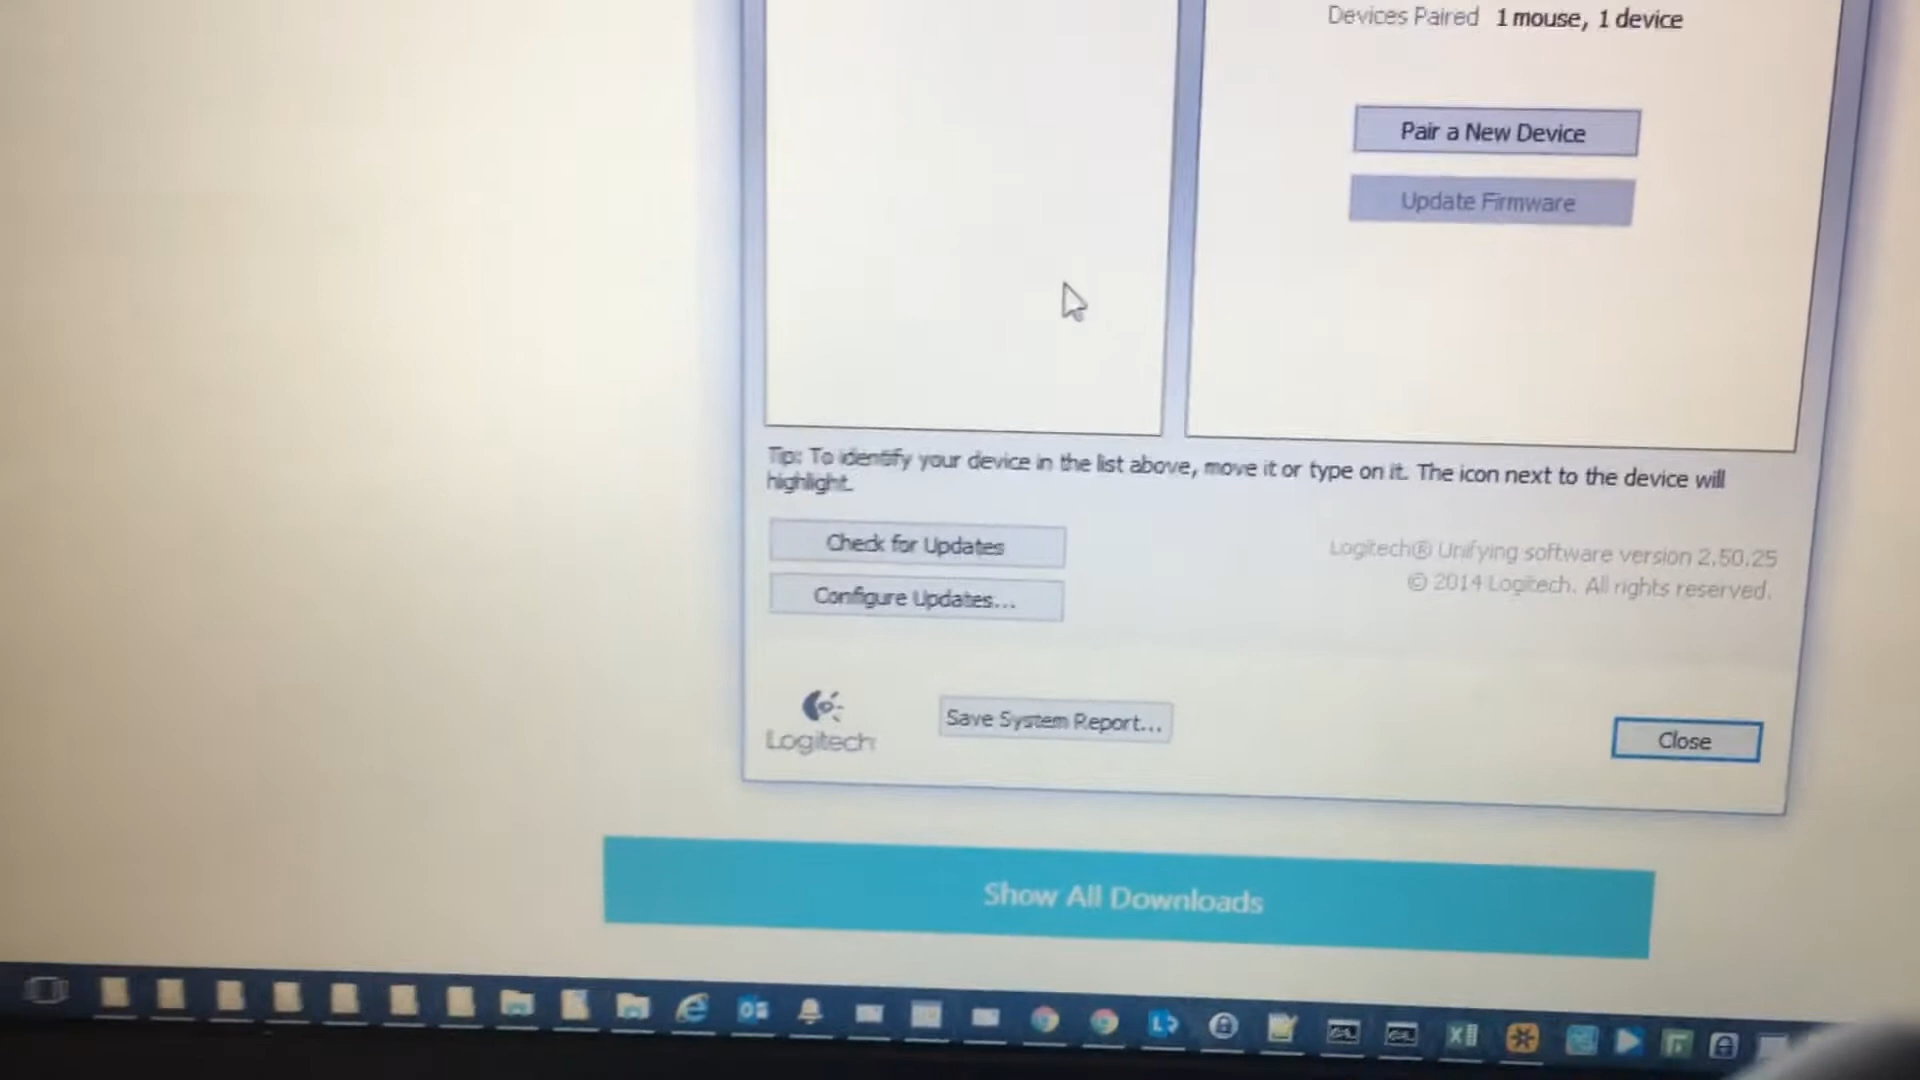 Devices Paired 1 mouse, 1 device
Pair a New Device
Update Firmware
Tip: To identify your device in the list above, move it or type on it. The icon next to the device will
highlight.
Check for Updates
Configure Updates...
Logitech® Unifying software version 2.50.25
© 2014 Logitech. All rights reserved.
Logitech
Save System Report...
Close
Show All Downloads